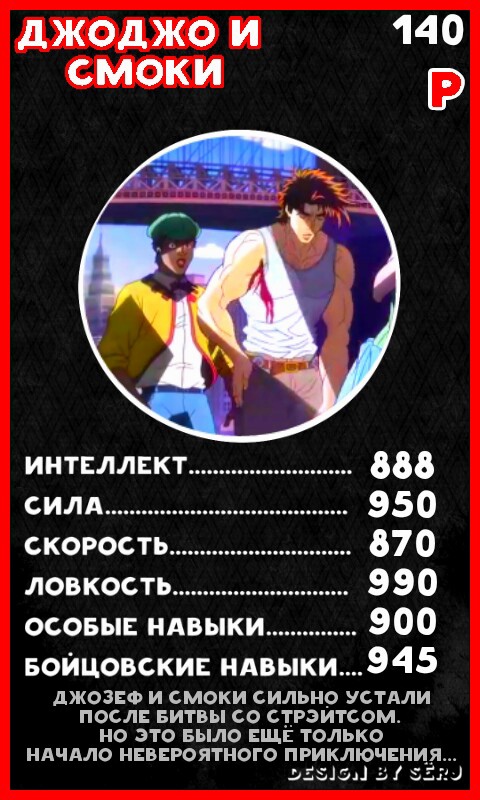 ДЖОДЖО И
СМОКИ
140
Р
ИНТЕЛЛЕКТ............................... 888
СИЛА.............................................. 950
СКОРОСТЬ.................................. 870
ЛОВКОСТЬ................................. 990
ОСОБЫЕ НАВЫКИ................. 900
БОЙЦОВСКИЕ НАВЫКИ.... 945
ДЖОЗЕФ И СМОКИ СИЛЬНО УСТАЛИ
ПОСЛЕ БИТВЫ СО СТРЭЙТСОМ.
НО ЭТО БЫЛО ЕЩЁ ТОЛЬКО
НАЧАЛО НЕВЕРОЯТНОГО ПРИКЛЮЧЕНИЯ...
DESIGN BY SЁRJ